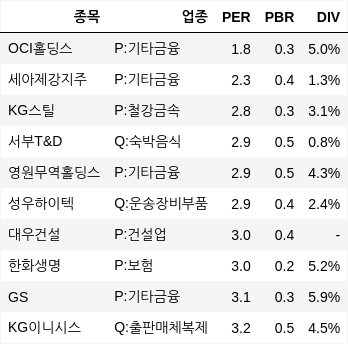 종목 업종 PER PBR DIV
OCI홀딩스 P:기타금융 1.8 0.3 5.0%
세아제강지주 P:기타금융 2.3 0.4 1.3%
KG스틸 P:철강금속 2.8 0.3 3.1%
서부T&D Q:숙박음식 2.9 0.5 0.8%
영원무역홀딩스 P:기타금융 2.9 0.5 4.3%
성우하이텍 Q:운송장비부품 2.9 0.4 2.4%
대우건설 P:건설업 3.0 0.4 -
한화생명 P:보험 3.0 0.2 5.2%
GS P:기타금융 3.1 0.3 5.9%
KG이니시스 Q:출판매체복제 3.2 0.5 4.5%